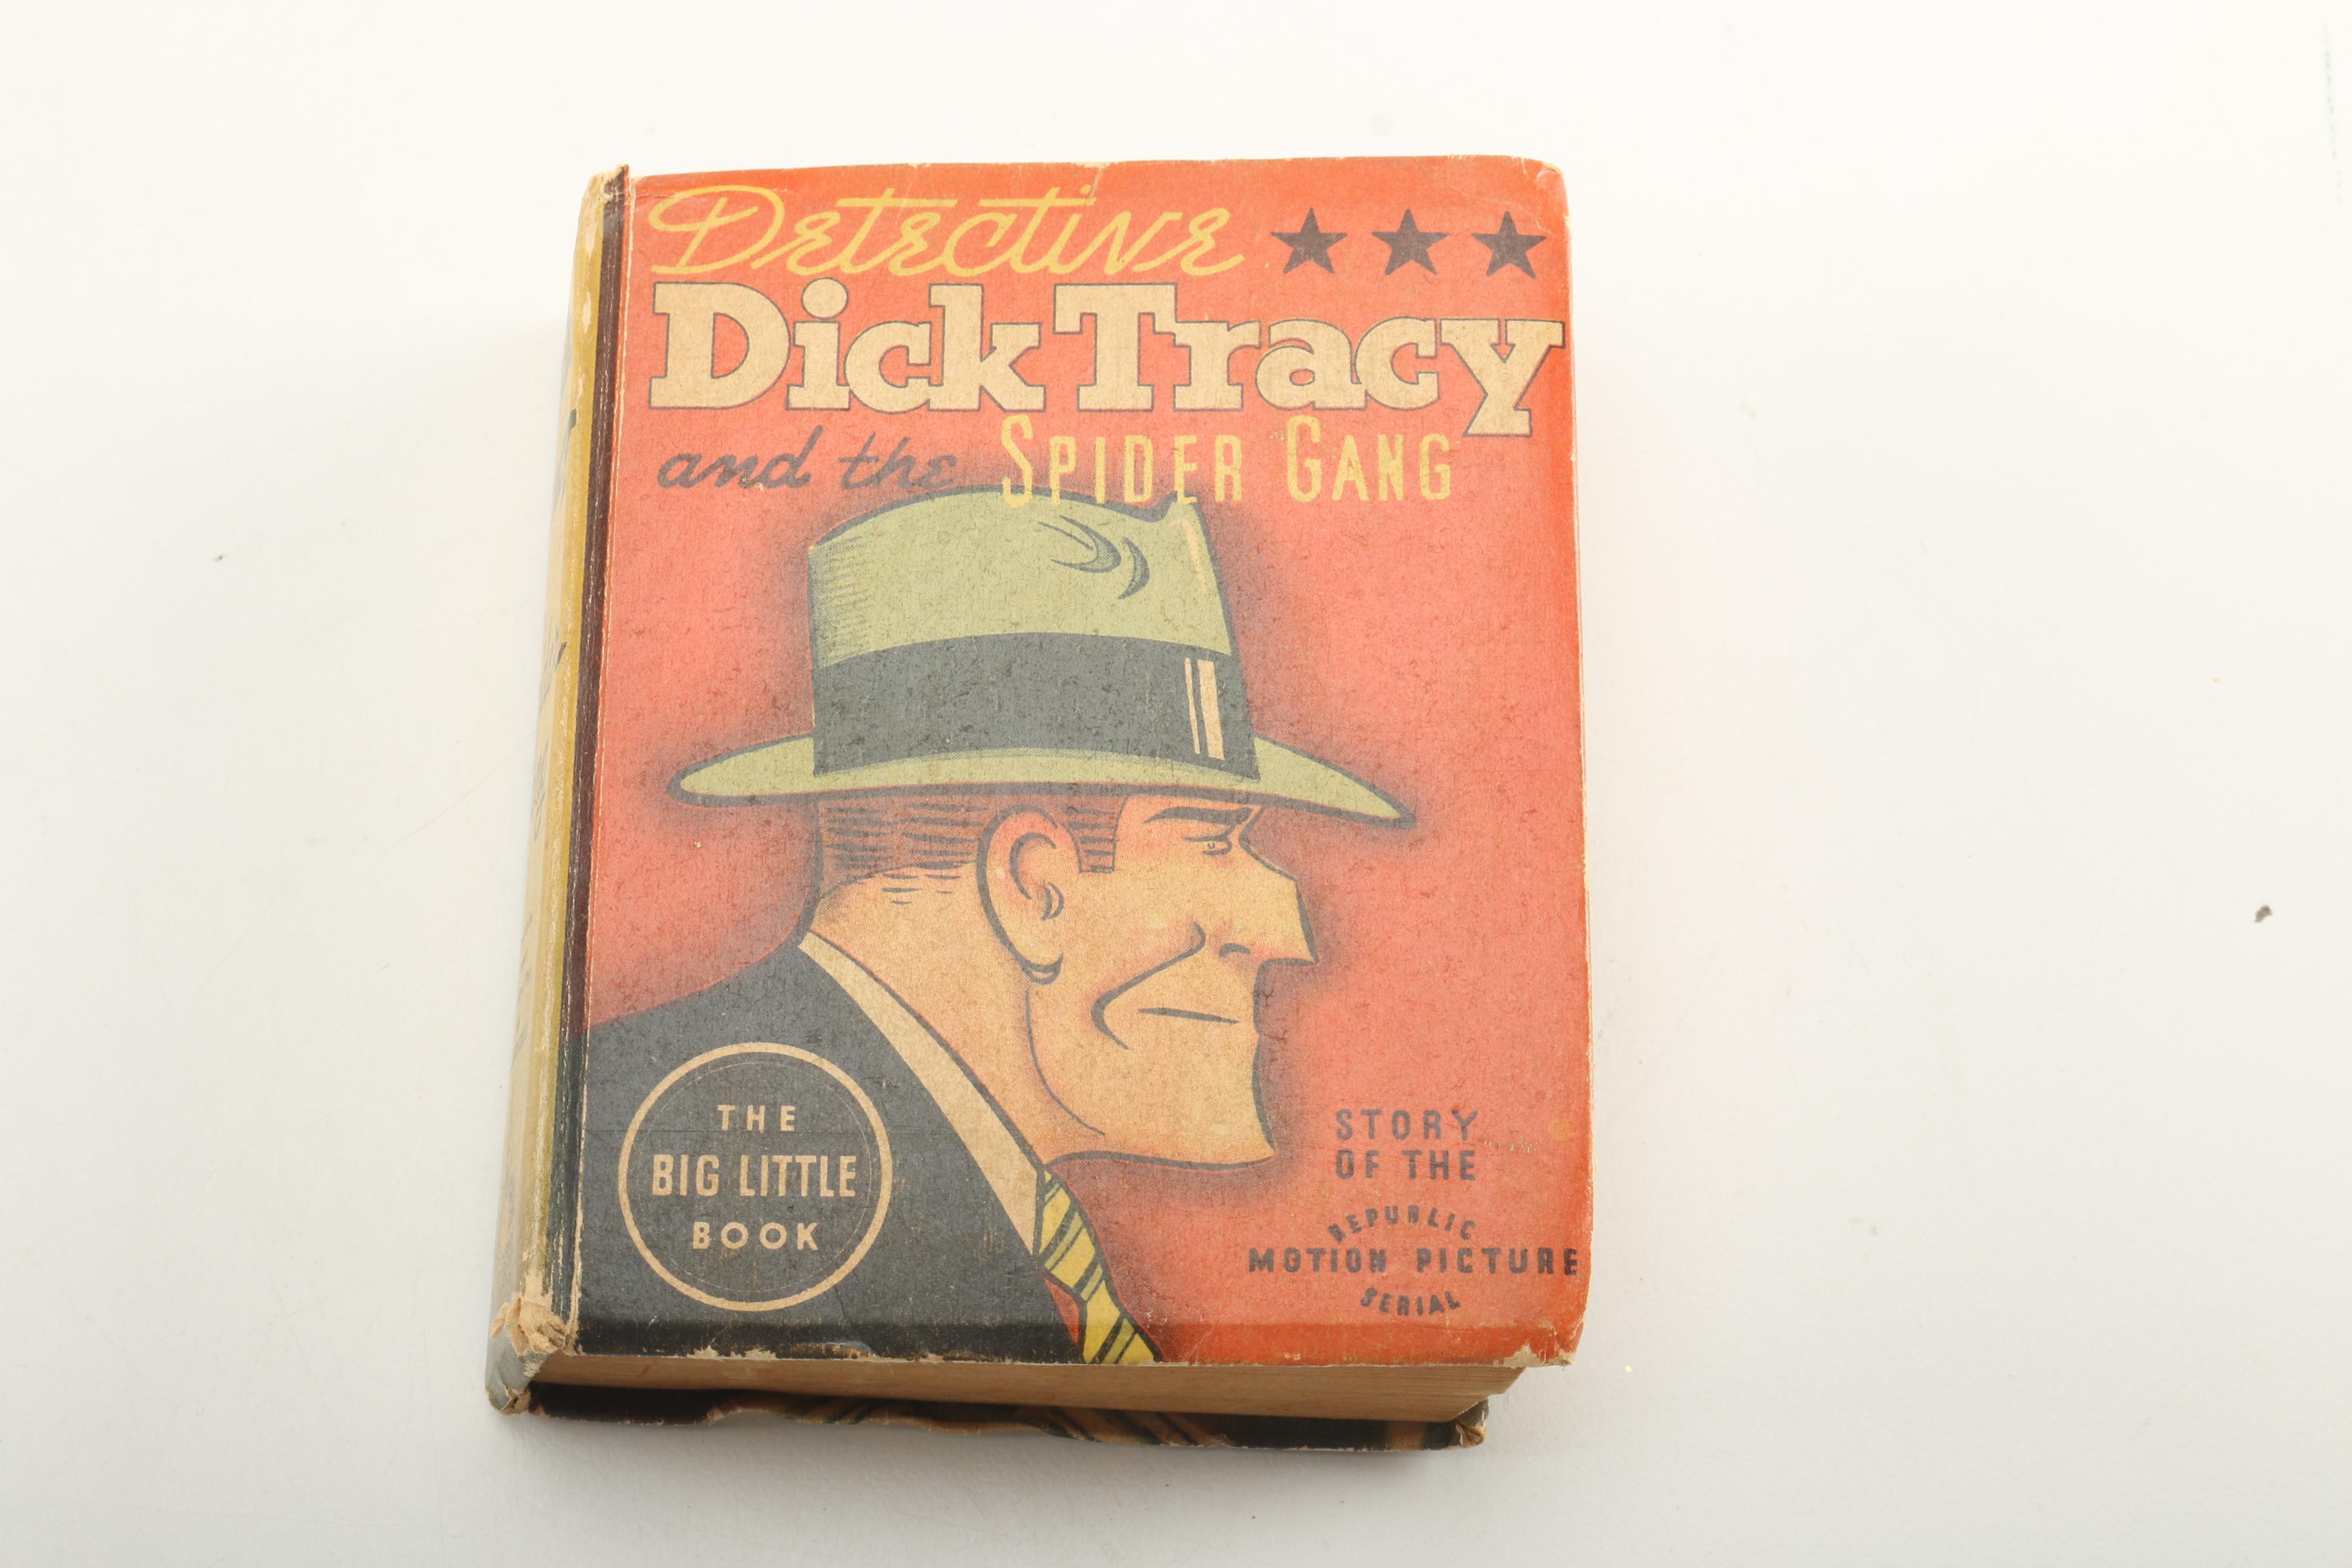 Detective
Dick Tracy
and the SPIDER GANG
THE
BIG LITTLE
BOOK
STORY
OF THE
REPUBLIC
MOTION PICTURE
SERIAL